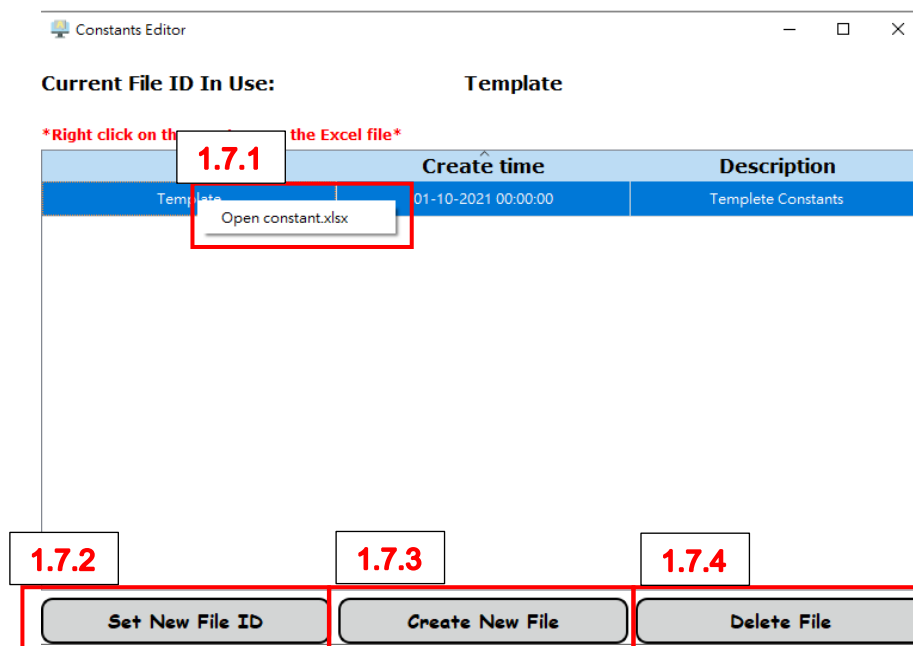 Constants Editor
Current File ID In Use: Template
*Right click on th the Excel file*
1.7.1
Create time Description
Template 01-10-2021 00:00:00 Templete Constants
Open constant.xlsx
1.7.2 1.7.3 1.7.4
Set New File ID Create New File Delete File